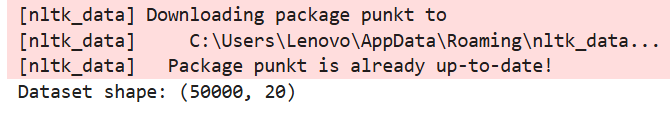 [nltk_data] Downloading package punkt to
[nltk_data]     C:\Users\Lenovo\AppData\Roaming\nltk_data...
[nltk_data]   Package punkt is already up-to-date!
Dataset shape: (50000, 20)